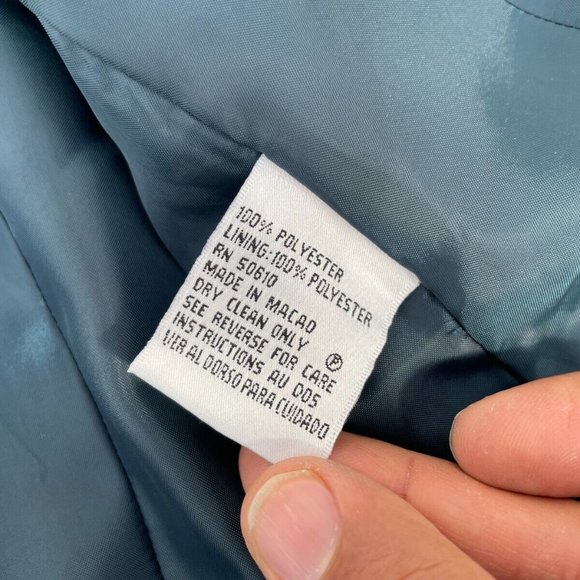 100% POLYESTER
LINING:100% POLYESTER
RN 50610
MADE IN MACAO
DRY CLEAN ONLY
SEE REVERSE FOR CARE
INSTRUCTIONS AU DOS
VER AL DORSO PARA CUIDADO
P